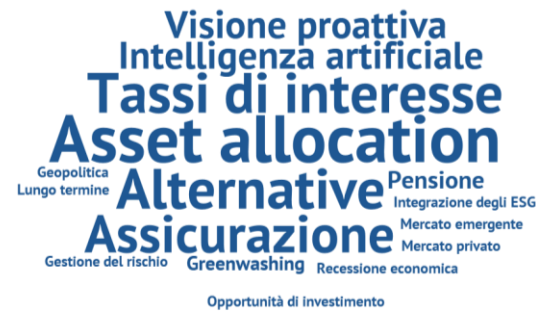 Visione proattiva
Intelligenza artificiale
Tassi di interesse
Asset allocation
Geopolitica
Lungo termine
Alternative
Pensione
Integrazione degli ESG
Assicurazione
Mercato emergente
Mercato privato
Gestione del rischio
Greenwashing
Recessione economica
Opportunità di investimento